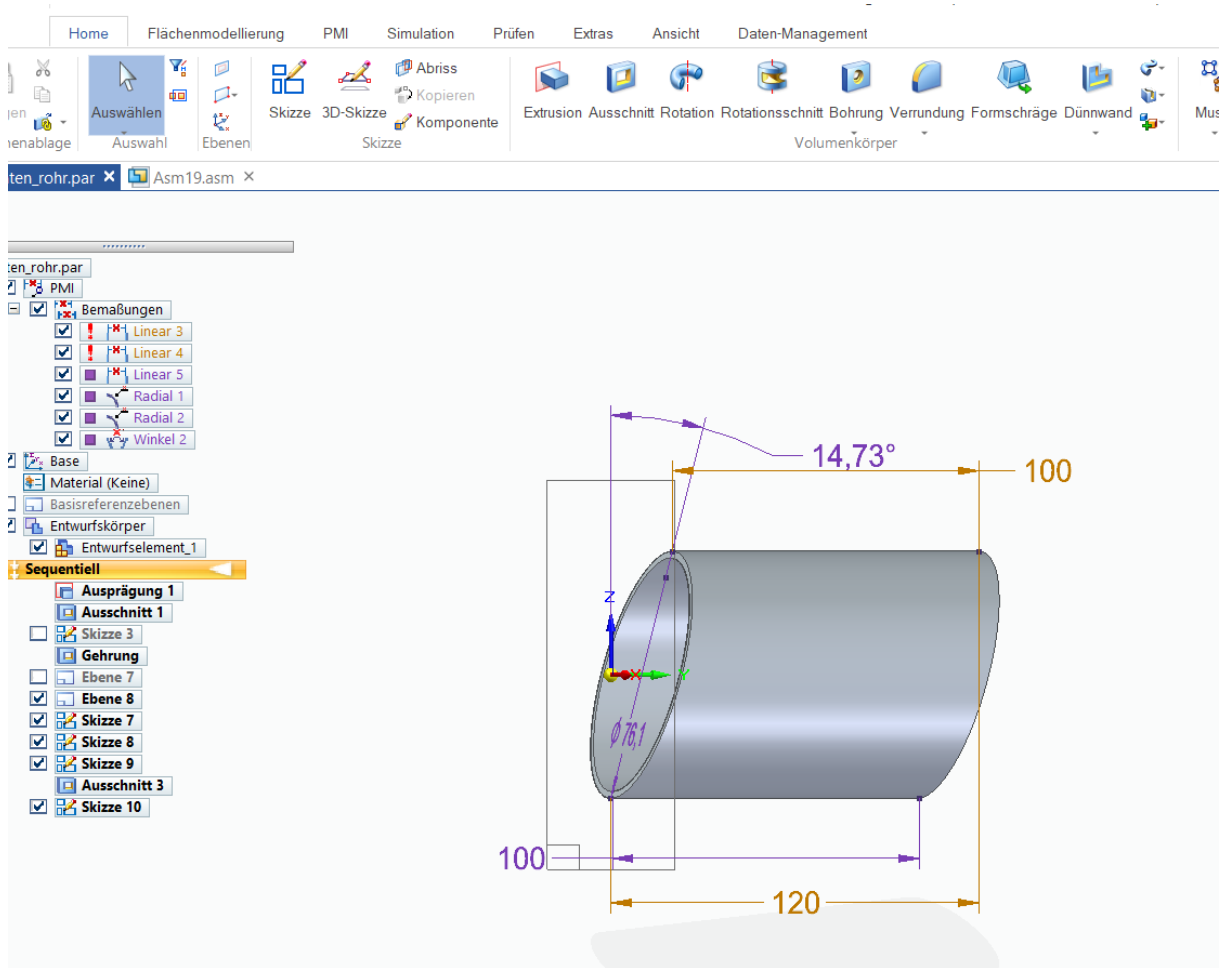 Home Flächenmodellierung PMI Simulation Prüfen Extras Ansicht Daten-Management
Abriss
Kopieren
Komponente
Auswählen Skizze 3D-Skizze Extrusion Ausschnitt Rotation Rotationsschnitt Bohrung Verrundung Formschräge Dünnwand
Auswahl Ebenen Skizze Volumenkörper
ten_rohr.par Asm19.asm
ten_rohr.par
PMI
Bemaßungen
Linear 3
Linear 4
Linear 5
Radial 1
Radial 2
Winkel 2
Base
Material (Keine)
Basisreferenzebenen
Entwurfskörper
Entwurfselement_1
Sequentiell
Ausprägung 1
Ausschnitt 1
Skizze 3
Gehrung
Ebene 7
Ebene 8
Skizze 7
Skizze 8
Skizze 9
Ausschnitt 3
Skizze 10
14,73°
100
Z
X
Y
ϕ 76,1
100
120